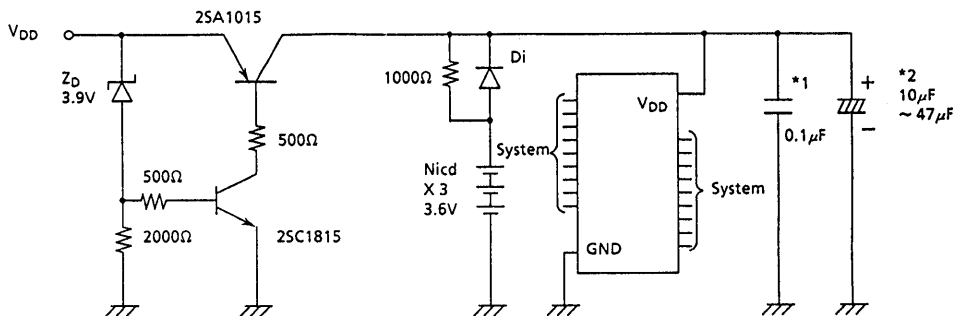 2SA1015
VDD
ZD
3.9V
500Ω
500Ω
2000Ω
2SC1815
1000Ω
Di
Nicd
X 3
3.6V
System
VDD
GND
System
*1
0.1μF
+
*2
10μF
~ 47μF
−